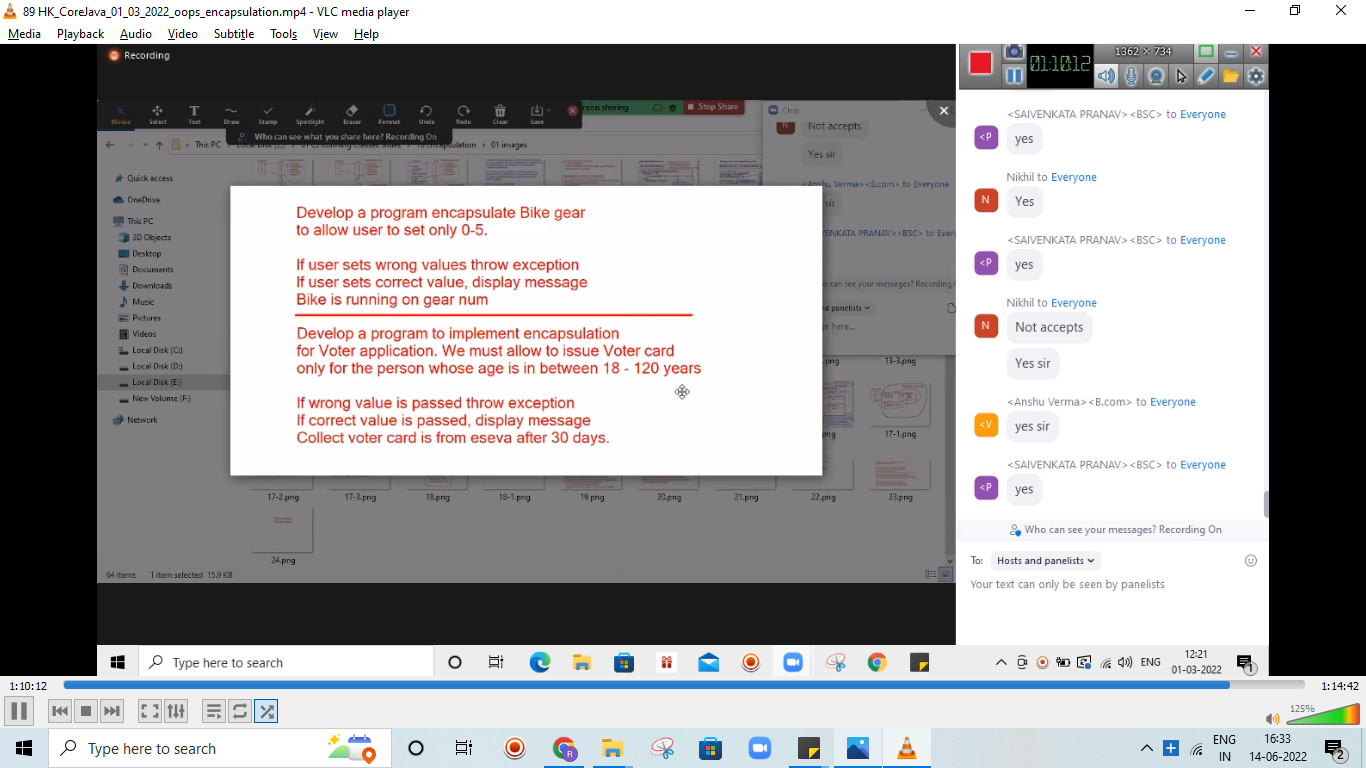 89 HK_CoreJava_01_03_2022_oops_encapsulation.mp4 - VLC media player
Media Playback Audio Video Subtitle Tools View Help
Recording
Mouse Select Text Draw Stamp Spotlight Eraser Format Undo Redo Clear Save
Stop Share
Who can see what you share here? Recording On
This PC
01 images
Quick access
OneDrive
This PC
3D Objects
Desktop
Documents
Downloads
Music
Pictures
Videos
Local Disk (C:)
Local Disk (D:)
Local Disk (E:)
New Volume (F:)
Network
Chat
Not accepts
Yes sir
<Anshu Verma><B.com> to Everyone
Develop a program encapsulate Bike gear
to allow user to set only 0-5.
If user sets wrong values throw exception
If user sets correct value, display message
Bike is running on gear num
Develop a program to implement encapsulation
for Voter application. We must allow to issue Voter card
only for the person whose age is in between 18 - 120 years
If wrong value is passed throw exception
If correct value is passed, display message
Collect voter card is from eseva after 30 days.
13-3.png
17-1.png
17-2.png 17-3.png 18.png 18-1.png 19.png 20.png 21.png 22.png 23.png
24.png
64 items 1 item selected 15.9 KB
01:10:12
1362 × 734
<SAIVENKATA PRANAV><BSC> to Everyone
<P yes
Nikhil to Everyone
N Yes
<SAIVENKATA PRANAV><BSC> to Everyone
<P yes
Nikhil to Everyone
N Not accepts
Yes sir
<Anshu Verma><B.com> to Everyone
<V yes sir
<SAIVENKATA PRANAV><BSC> to Everyone
<P yes
Who can see your messages? Recording On
To: Hosts and panelists
Your text can only be seen by panelists
Type here to search
ENG
12:21
01-03-2022
1
1:10:12
1:14:42
125%
Type here to search
R
ENG
IN
16:33
14-06-2022
2